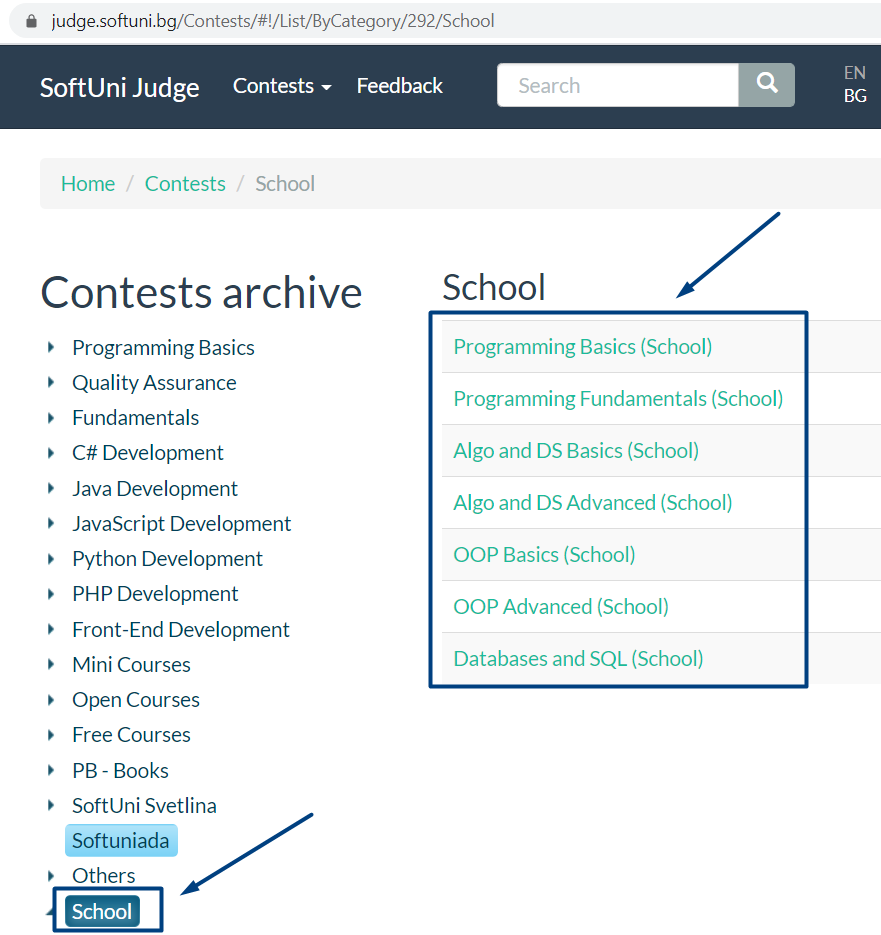 judge.softuni.bg/Contests/#!/List/ByCategory/292/School
SoftUni Judge
Contests
Feedback
Search
EN
BG
Home / Contests / School
Contests archive
Programming Basics
Quality Assurance
Fundamentals
C# Development
Java Development
JavaScript Development
Python Development
PHP Development
Front-End Development
Mini Courses
Open Courses
Free Courses
PB - Books
SoftUni Svetlina
Softuniada
Others
School
School
Programming Basics (School)
Programming Fundamentals (School)
Algo and DS Basics (School)
Algo and DS Advanced (School)
OOP Basics (School)
OOP Advanced (School)
Databases and SQL (School)